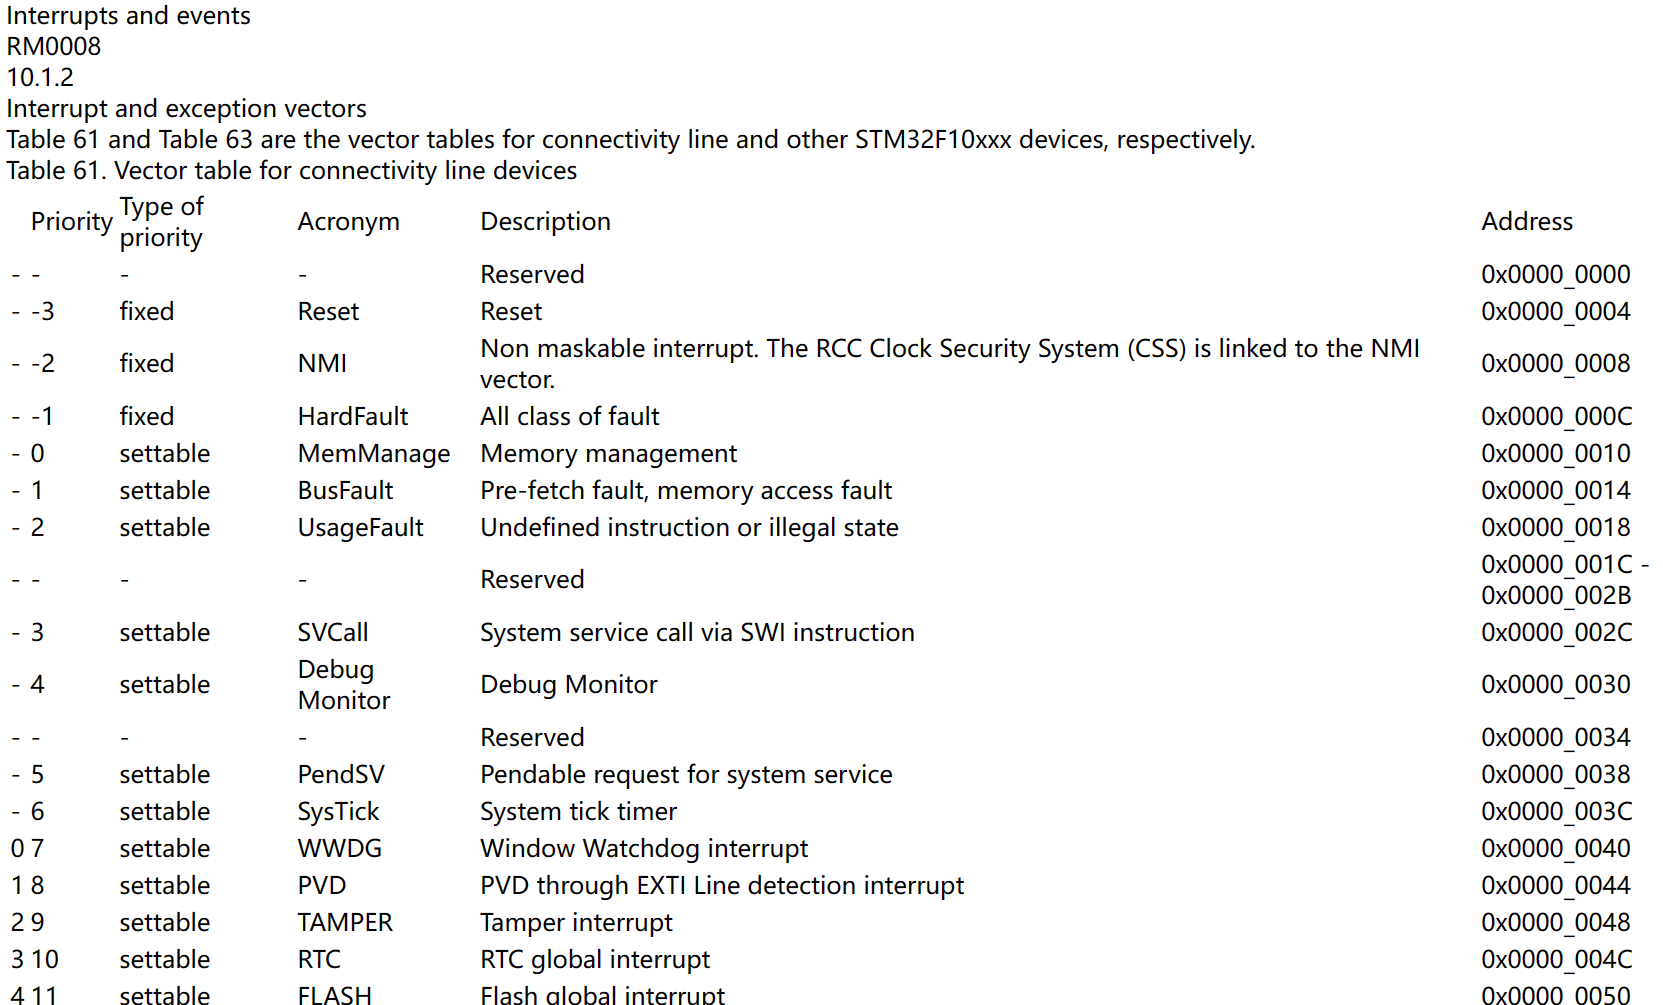 Interrupts and events
RM0008
10.1.2
Interrupt and exception vectors
Table 61 and Table 63 are the vector tables for connectivity line and other STM32F10xxx devices, respectively.
Table 61. Vector table for connectivity line devices
Priority Type of priority Acronym Description Address
- - - - Reserved 0x0000_0000
- -3 fixed Reset Reset 0x0000_0004
- -2 fixed NMI Non maskable interrupt. The RCC Clock Security System (CSS) is linked to the NMI vector. 0x0000_0008
- -1 fixed HardFault All class of fault 0x0000_000C
- 0 settable MemManage Memory management 0x0000_0010
- 1 settable BusFault Pre-fetch fault, memory access fault 0x0000_0014
- 2 settable UsageFault Undefined instruction or illegal state 0x0000_0018
- - - - Reserved 0x0000_001C - 0x0000_002B
- 3 settable SVCall System service call via SWI instruction 0x0000_002C
- 4 settable Debug Monitor Debug Monitor 0x0000_0030
- - - - Reserved 0x0000_0034
- 5 settable PendSV Pendable request for system service 0x0000_0038
- 6 settable SysTick System tick timer 0x0000_003C
0 7 settable WWDG Window Watchdog interrupt 0x0000_0040
1 8 settable PVD PVD through EXTI Line detection interrupt 0x0000_0044
2 9 settable TAMPER Tamper interrupt 0x0000_0048
3 10 settable RTC RTC global interrupt 0x0000_004C
4 11 settable FLASH Flash global interrupt 0x0000_0050